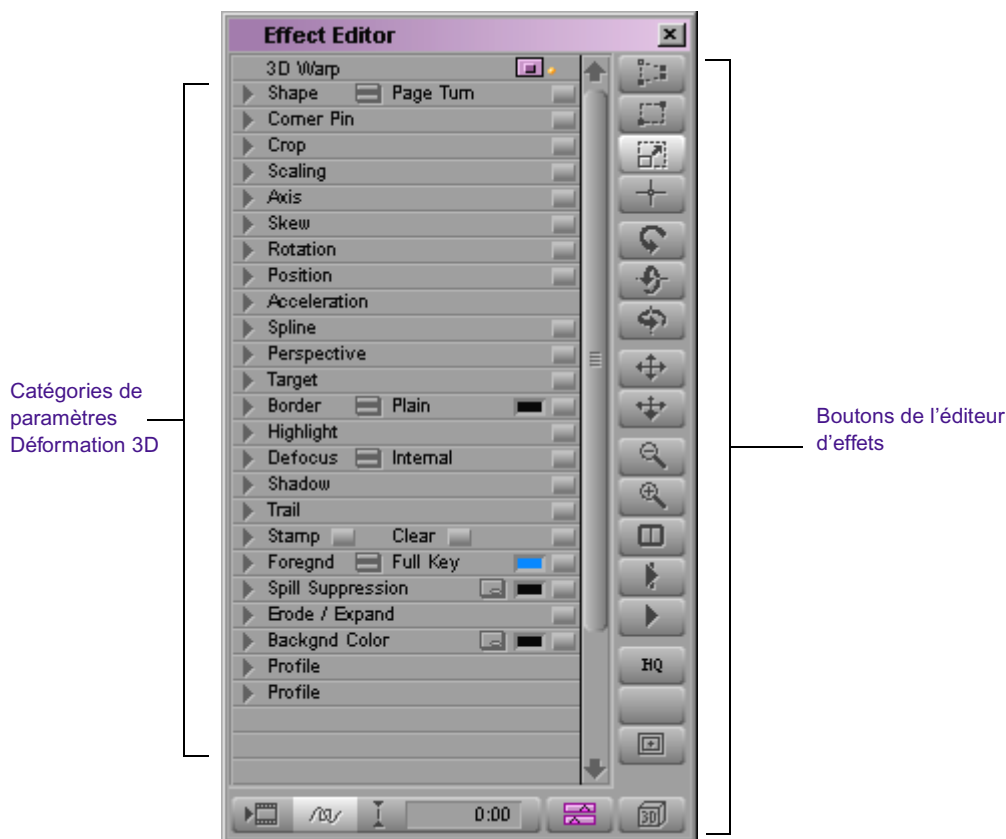 Effect Editor
3D Warp
Shape Page Turn
Corner Pin
Crop
Scaling
Axis
Skew
Rotation
Position
Acceleration
Spline
Perspective
Target
Border Plain
Highlight
Defocus Internal
Shadow
Trail
Stamp Clear
Foregnd Full Key
Spill Suppression
Erode / Expand
Backgnd Color
Profile
Profile
HQ
0:00
3D
Catégories de
paramètres
Déformation 3D
Boutons de l’éditeur
d’effets